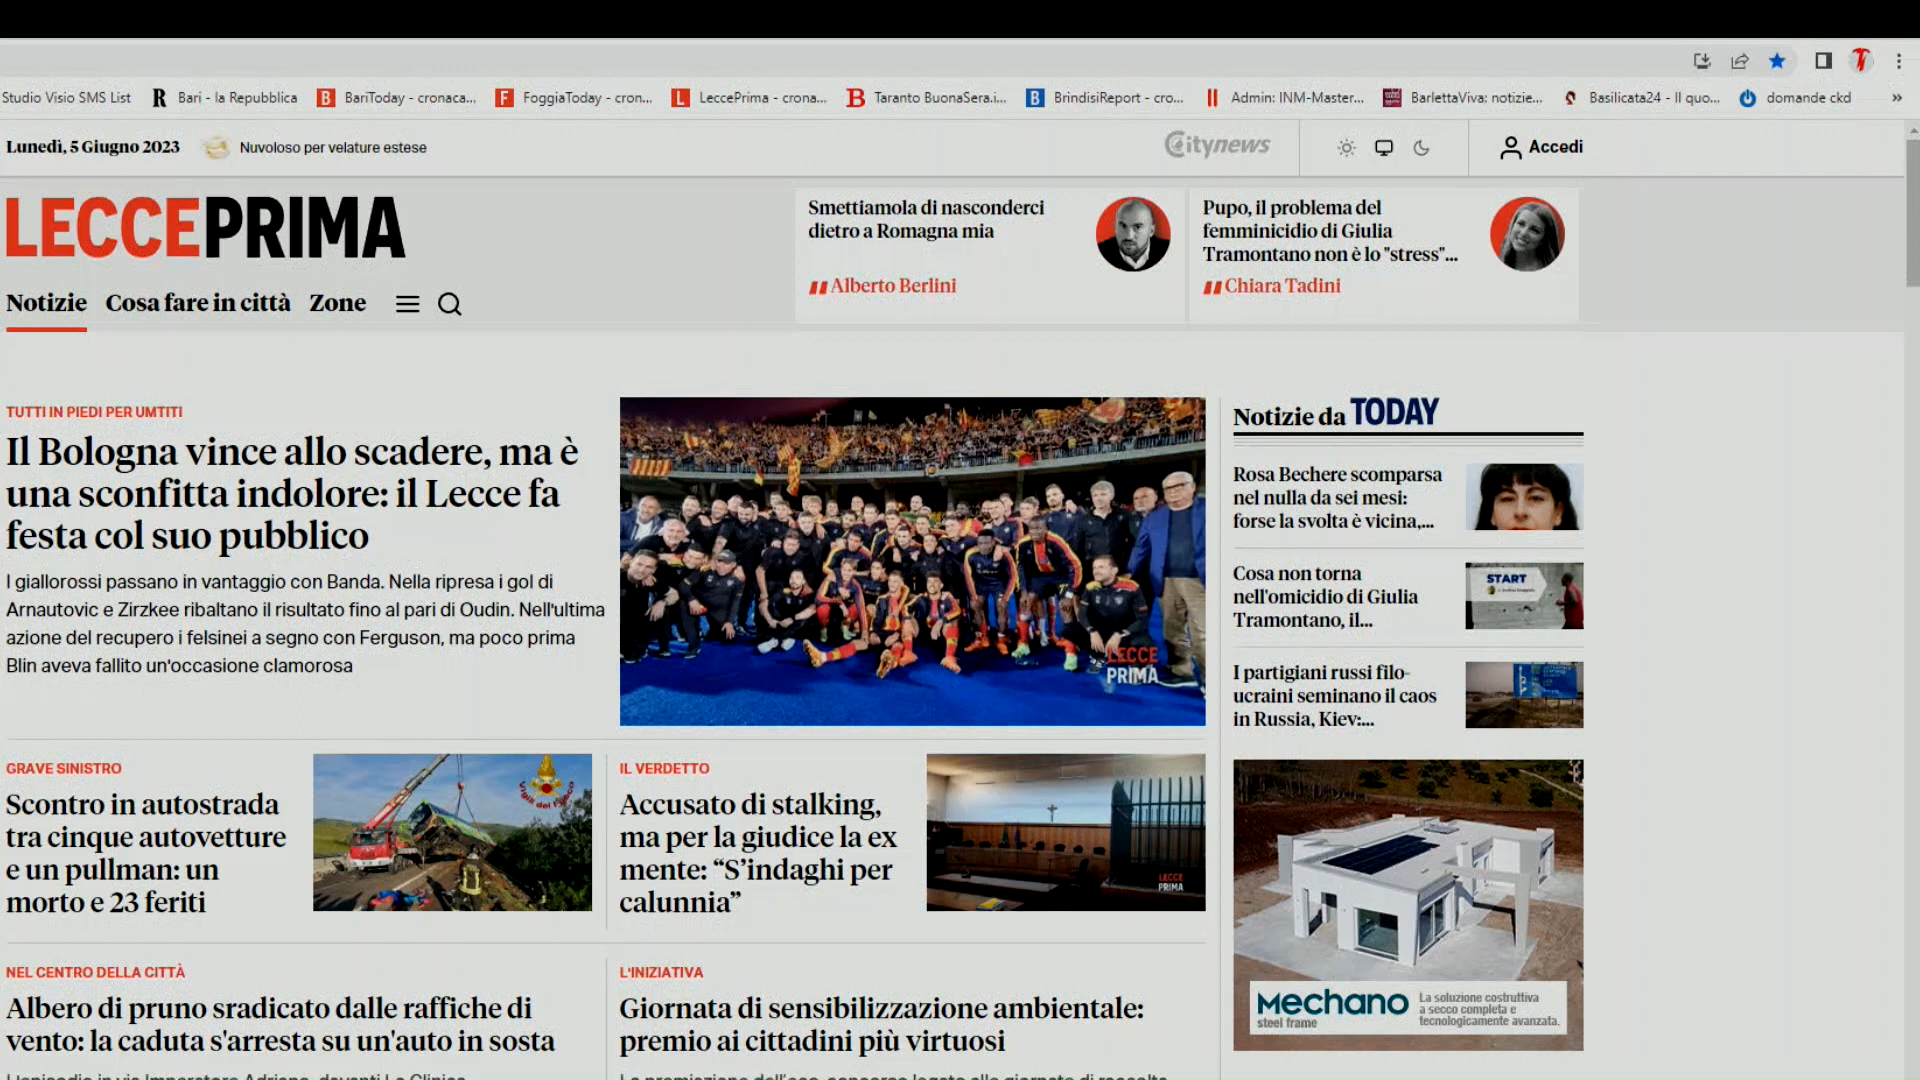 Studio Visio SMS List R Bari - la Repubblica B BariToday - cronaca... F FoggiaToday - cron... L LeccePrima - crona... B Taranto BuonaSera.i... B BrindisiReport - cro... Admin: INM-Master... BarlettaViva: notizie... Basilicata24 - Il quo... domande ckd »
Lunedì, 5 Giugno 2023 Nuvoloso per velature estese Citynews Accedi
LECCEPRIMA
Smettiamola di nasconderci
dietro a Romagna mia
Alberto Berlini
Pupo, il problema del
femminicidio di Giulia
Tramontano non è lo "stress"...
Chiara Tadini
Notizie Cosa fare in città Zone
TUTTI IN PIEDI PER UMTITI
Il Bologna vince allo scadere, ma è
una sconfitta indolore: il Lecce fa
festa col suo pubblico
I giallorossi passano in vantaggio con Banda. Nella ripresa i gol di
Arnautovic e Zirzkee ribaltano il risultato fino al pari di Oudin. Nell'ultima
azione del recupero i felsinei a segno con Ferguson, ma poco prima
Blin aveva fallito un'occasione clamorosa
LECCE
PRIMA
Notizie da TODAY
Rosa Bechere scomparsa
nel nulla da sei mesi:
forse la svolta è vicina,...
Cosa non torna
nell'omicidio di Giulia
Tramontano, il...
START
I partigiani russi filo-
ucraini seminano il caos
in Russia, Kiev:...
GRAVE SINISTRO
Scontro in autostrada
tra cinque autovetture
e un pullman: un
morto e 23 feriti
Vigili del Fuoco
IL VERDETTO
Accusato di stalking,
ma per la giudice la ex
mente: “S’indaghi per
calunnia”
LECCE
PRIMA
Mechano
steel frame
La soluzione costruttiva
a secco completa e
tecnologicamente avanzata.
NEL CENTRO DELLA CITTÀ
Albero di pruno sradicato dalle raffiche di
vento: la caduta s'arresta su un'auto in sosta
L'INIZIATIVA
Giornata di sensibilizzazione ambientale:
premio ai cittadini più virtuosi